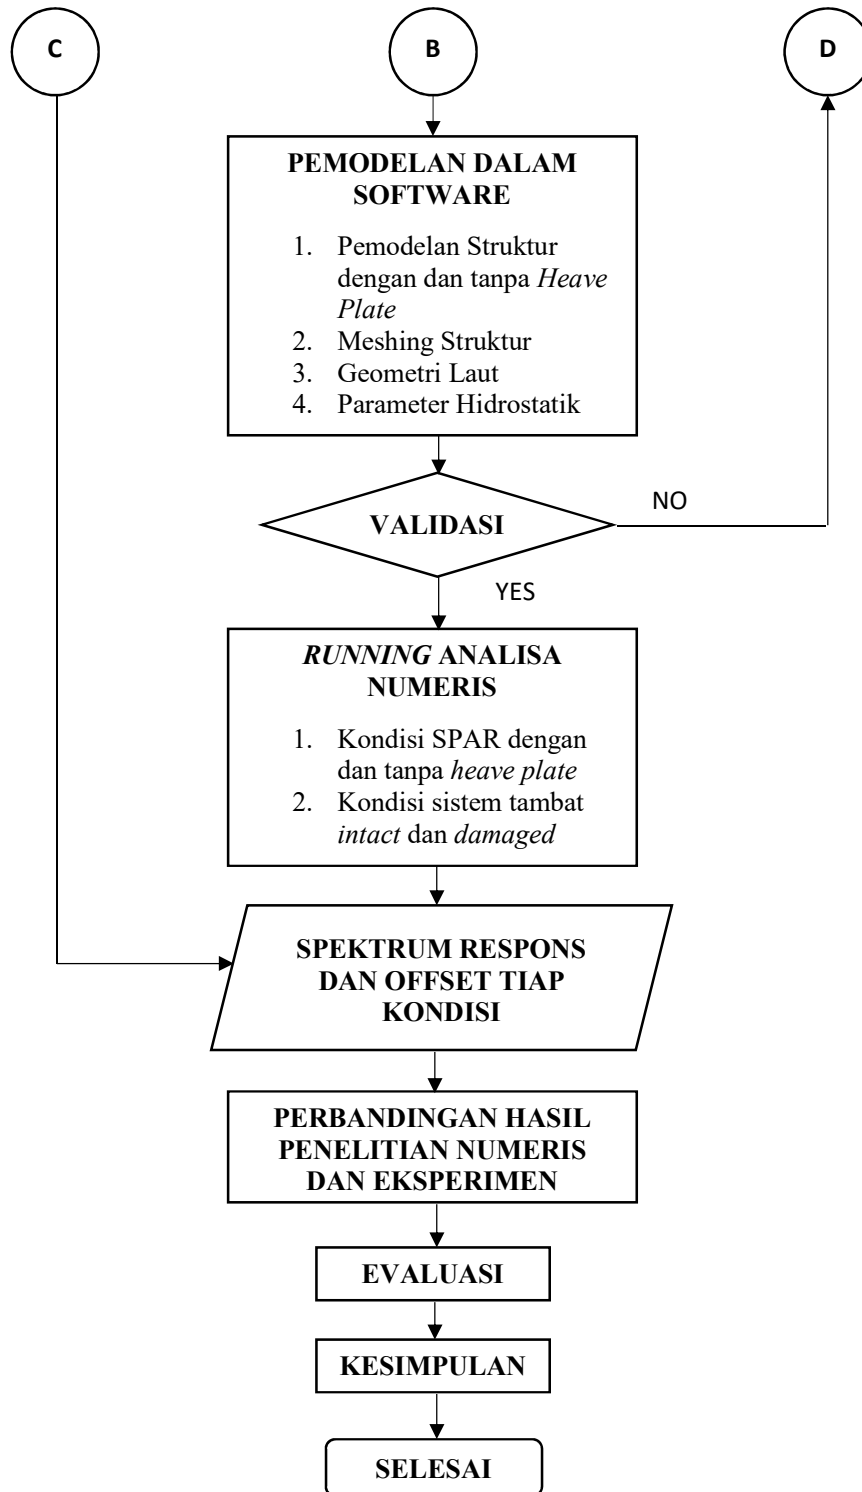 C
B
D
PEMODELAN DALAM
SOFTWARE
1. Pemodelan Struktur
dengan dan tanpa Heave
Plate
2. Meshing Struktur
3. Geometri Laut
4. Parameter Hidrostatik
VALIDASI
NO
YES
RUNNING ANALISA
NUMERIS
1. Kondisi SPAR dengan
dan tanpa heave plate
2. Kondisi sistem tambat
intact dan damaged
SPEKTRUM RESPONS
DAN OFFSET TIAP
KONDISI
PERBANDINGAN HASIL
PENELITIAN NUMERIS
DAN EKSPERIMEN
EVALUASI
KESIMPULAN
SELESAI